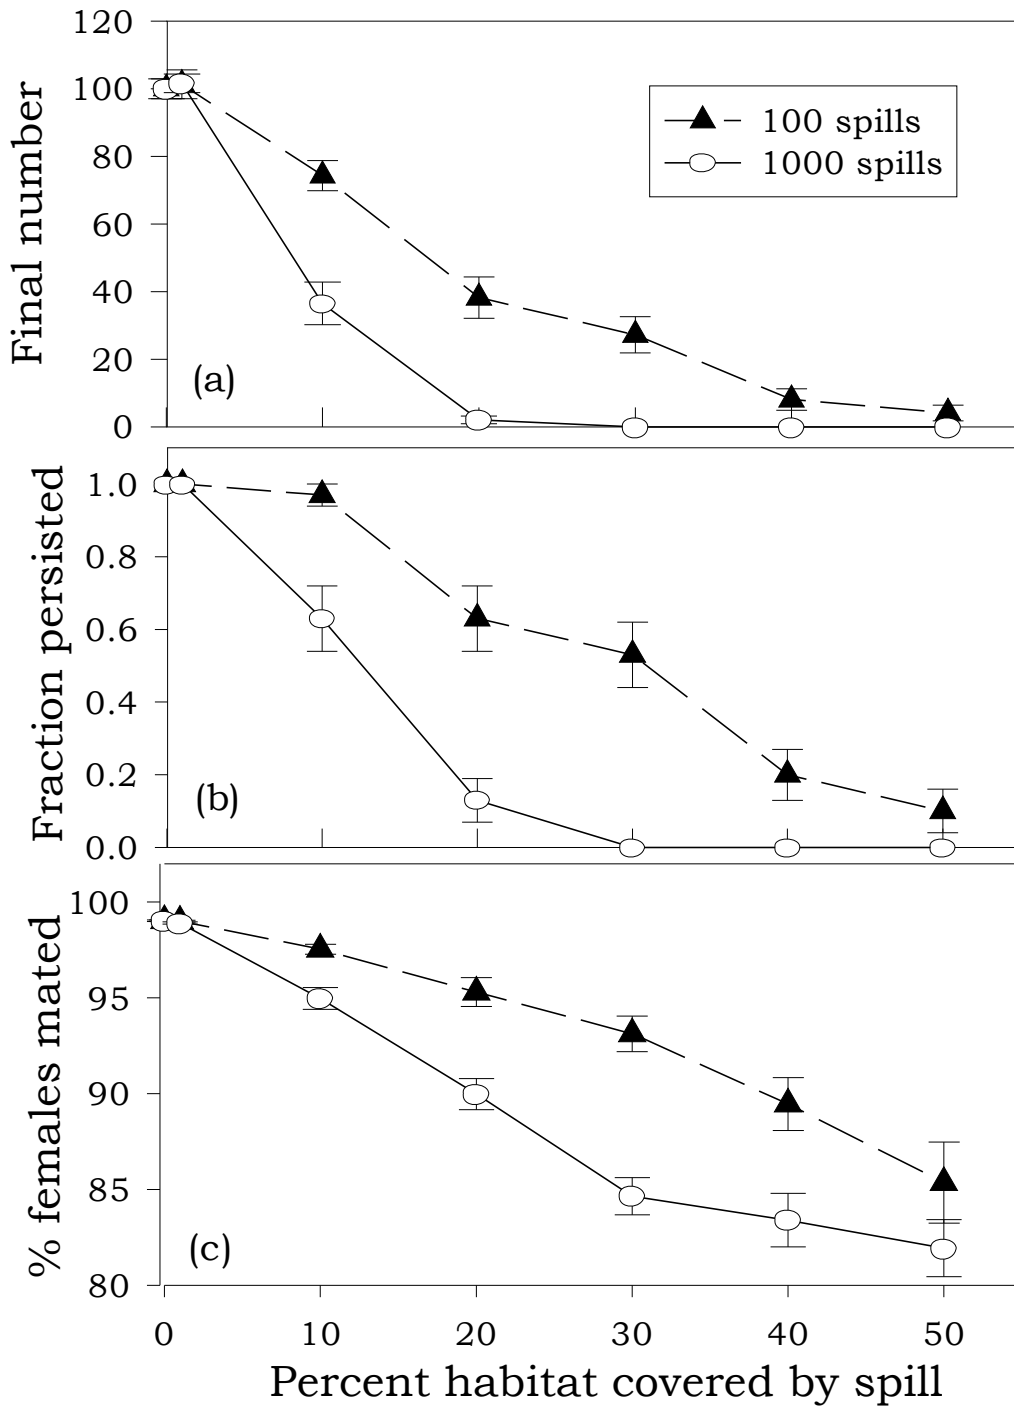 120
100
80
60
40
20
0
Final number
100 spills
1000 spills
(a)
1.0
0.8
0.6
0.4
0.2
0.0
Fraction persisted
(b)
100
95
90
85
80
% females mated
(c)
0 10 20 30 40 50
Percent habitat covered by spill